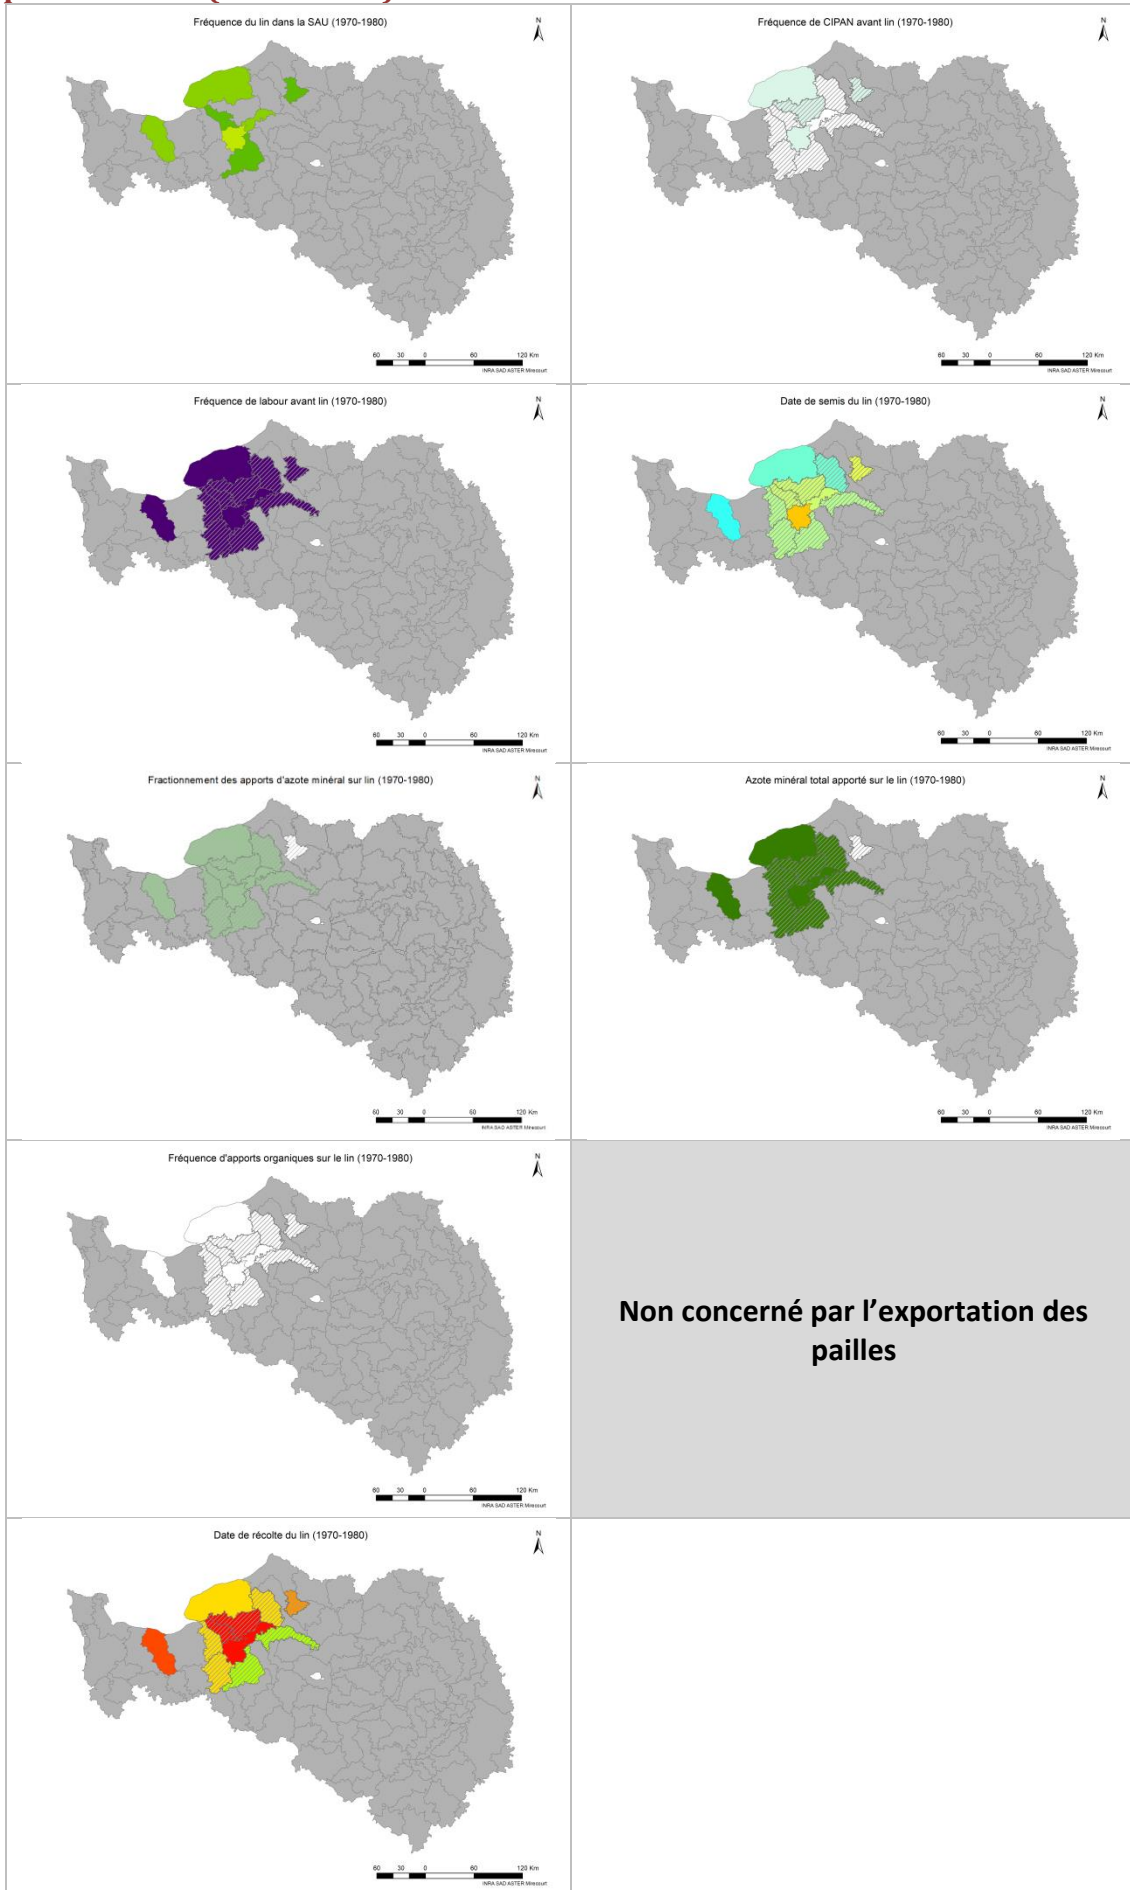 Fréquence du lin dans la SAU (1970-1980)
N
60 30 0 60 120 Km
INRA SAD ASTER Mirecourt
Fréquence de CIPAN avant lin (1970-1980)
N
60 30 0 60 120 Km
INRA SAD ASTER Mirecourt
Fréquence de labour avant lin (1970-1980)
N
60 30 0 60 120 Km
INRA SAD ASTER Mirecourt
Date de semis du lin (1970-1980)
N
60 30 0 60 120 Km
INRA SAD ASTER Mirecourt
Fractionnement des apports d'azote minéral sur lin (1970-1980)
N
60 30 0 60 120 Km
INRA SAD ASTER Mirecourt
Azote minéral total apporté sur le lin (1970-1980)
N
60 30 0 60 120 Km
INRA SAD ASTER Mirecourt
Fréquence d'apports organiques sur le lin (1970-1980)
N
60 30 0 60 120 Km
INRA SAD ASTER Mirecourt
Non concerné par l'exportation des
pailles
Date de récolte du lin (1970-1980)
N
60 30 0 60 120 Km
INRA SAD ASTER Mirecourt